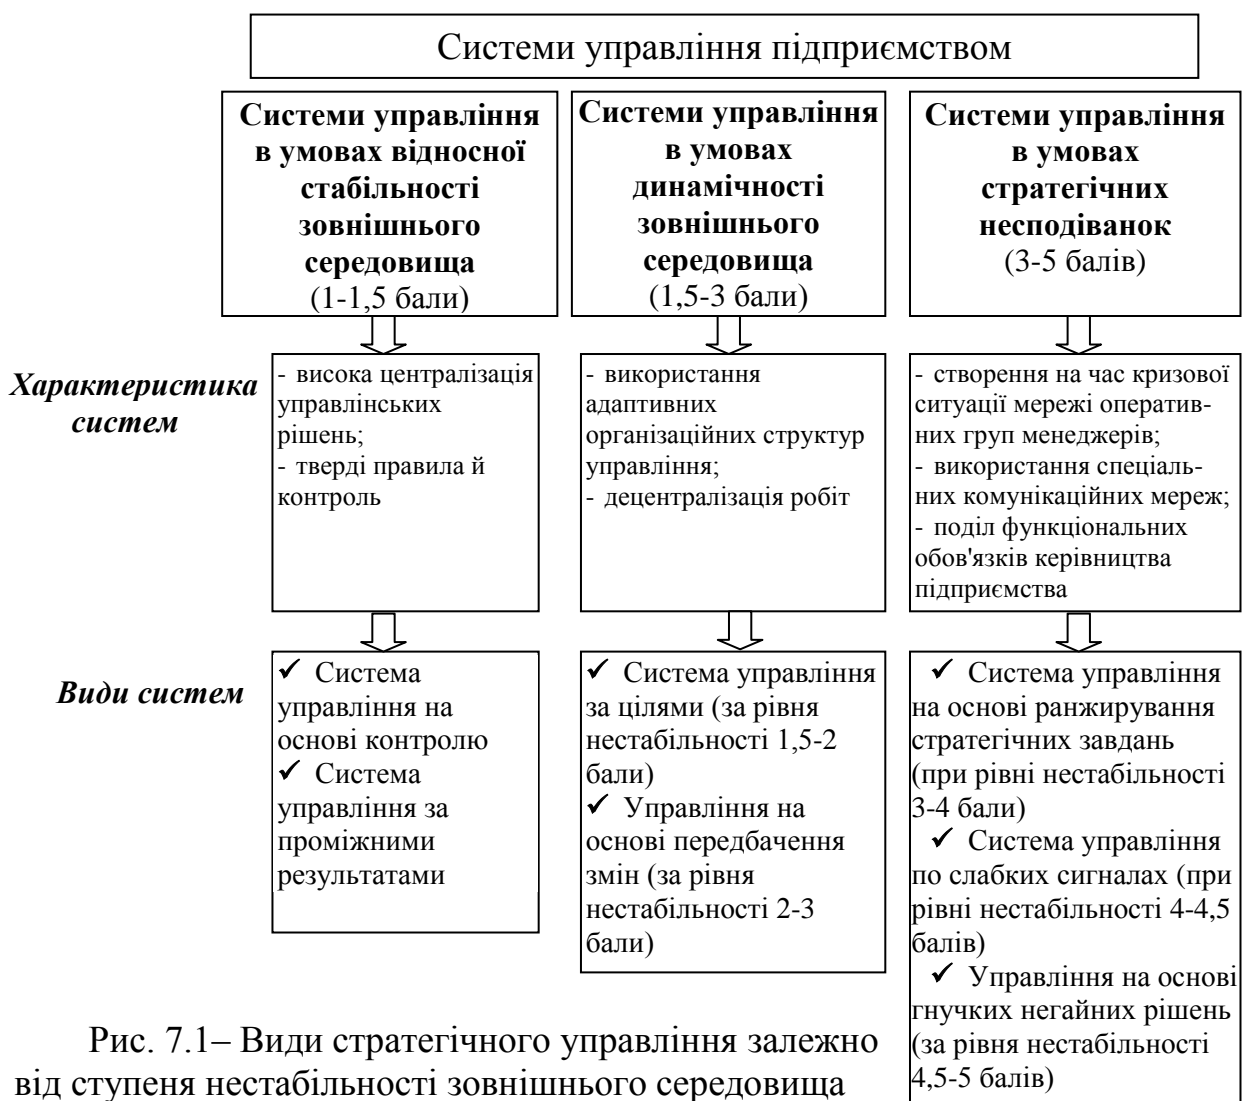 Системи управління підприємством
Системи управління
в умовах відносної
стабільності
зовнішнього
середовища
(1-1,5 бали)
Системи управління
в умовах
динамічності
зовнішнього
середовища
(1,5-3 бали)
Системи управління
в умовах
стратегічних
несподіванок
(3-5 балів)
Характеристика
систем
- висока централізація
управлінських
рішень;
- тверді правила й
контроль
- використання
адаптивних
організаційних структур
управління;
- децентралізація робіт
- створення на час кризової
ситуації мережі оператив-
них груп менеджерів;
- використання спеціаль-
них комунікаційних мереж;
- поділ функціональних
обов'язків керівництва
підприємства
Види систем
✓ Система
управління на
основі контролю
✓ Система
управління за
проміжними
результатами
✓ Система управління
за цілями (за рівня
нестабільності 1,5-2
бали)
✓ Управління на
основі передбачення
змін (за рівня
нестабільності 2-3
бали)
✓ Система управління
на основі ранжирування
стратегічних завдань
(при рівні нестабільності
3-4 бали)
✓ Система управління
по слабких сигналах (при
рівні нестабільності 4-4,5
балів)
✓ Управління на основі
гнучких негайних рішень
(за рівня нестабільності
4,5-5 балів)
Рис. 7.1– Види стратегічного управління залежно
від ступеня нестабільності зовнішнього середовища